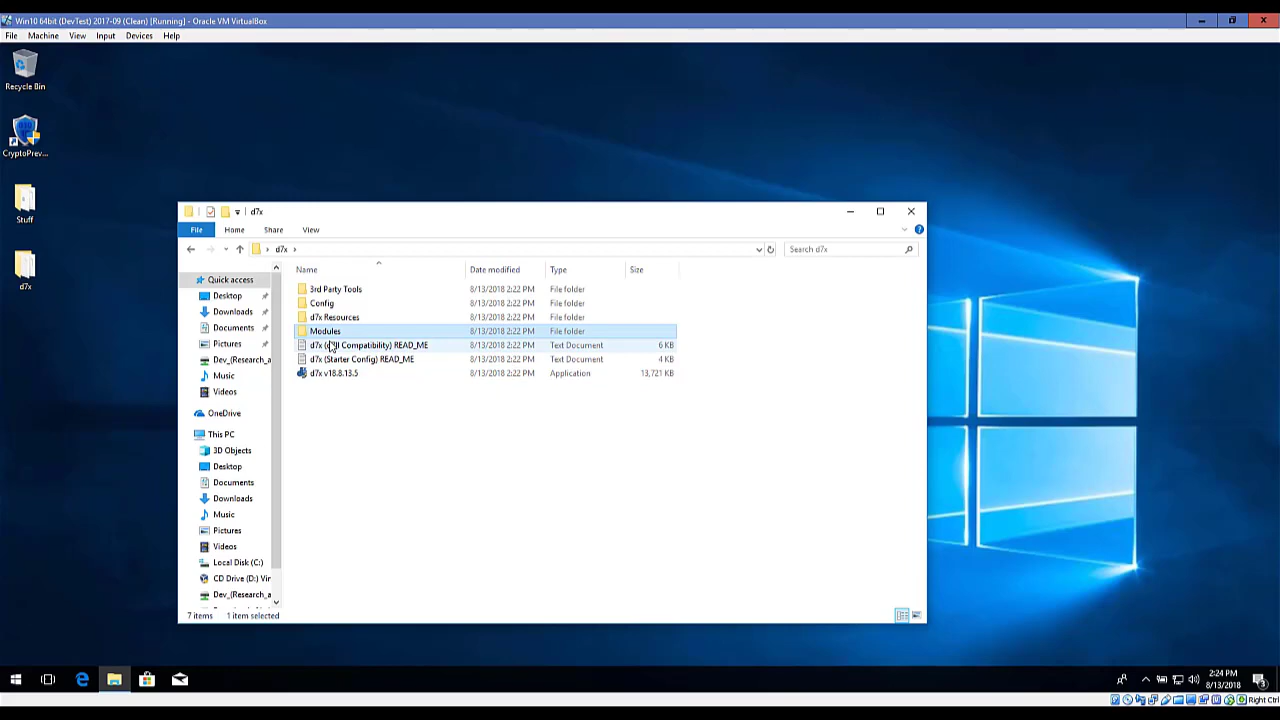 Win10 64bit (DevTest) 2017-09 (Clean) [Running] - Oracle VM VirtualBox
File Machine View Input Devices Help
Recycle Bin
CryptoPrev...
Stuff
d7x
d7x
File Home Share View
d7x
Search d7x
Name Date modified Type Size
3rd Party Tools 8/13/2018 2:22 PM File folder
Config 8/13/2018 2:22 PM File folder
d7x Resources 8/13/2018 2:22 PM File folder
Modules 8/13/2018 2:22 PM File folder
d7x ( Compatibility) READ_ME 8/13/2018 2:22 PM Text Document 6 KB
d7x (Starter Config) READ_ME 8/13/2018 2:22 PM Text Document 4 KB
d7x v18.8.13.5 8/13/2018 2:22 PM Application 13,721 KB
Quick access
Desktop
Downloads
Documents
Pictures
Dev_(Research_a
Music
Videos
OneDrive
This PC
3D Objects
Desktop
Documents
Downloads
Music
Pictures
Videos
Local Disk (C:)
CD Drive (D:) Vir
Dev_(Research_a
7 items 1 item selected
2:24 PM
8/13/2018
3
Right Ctrl